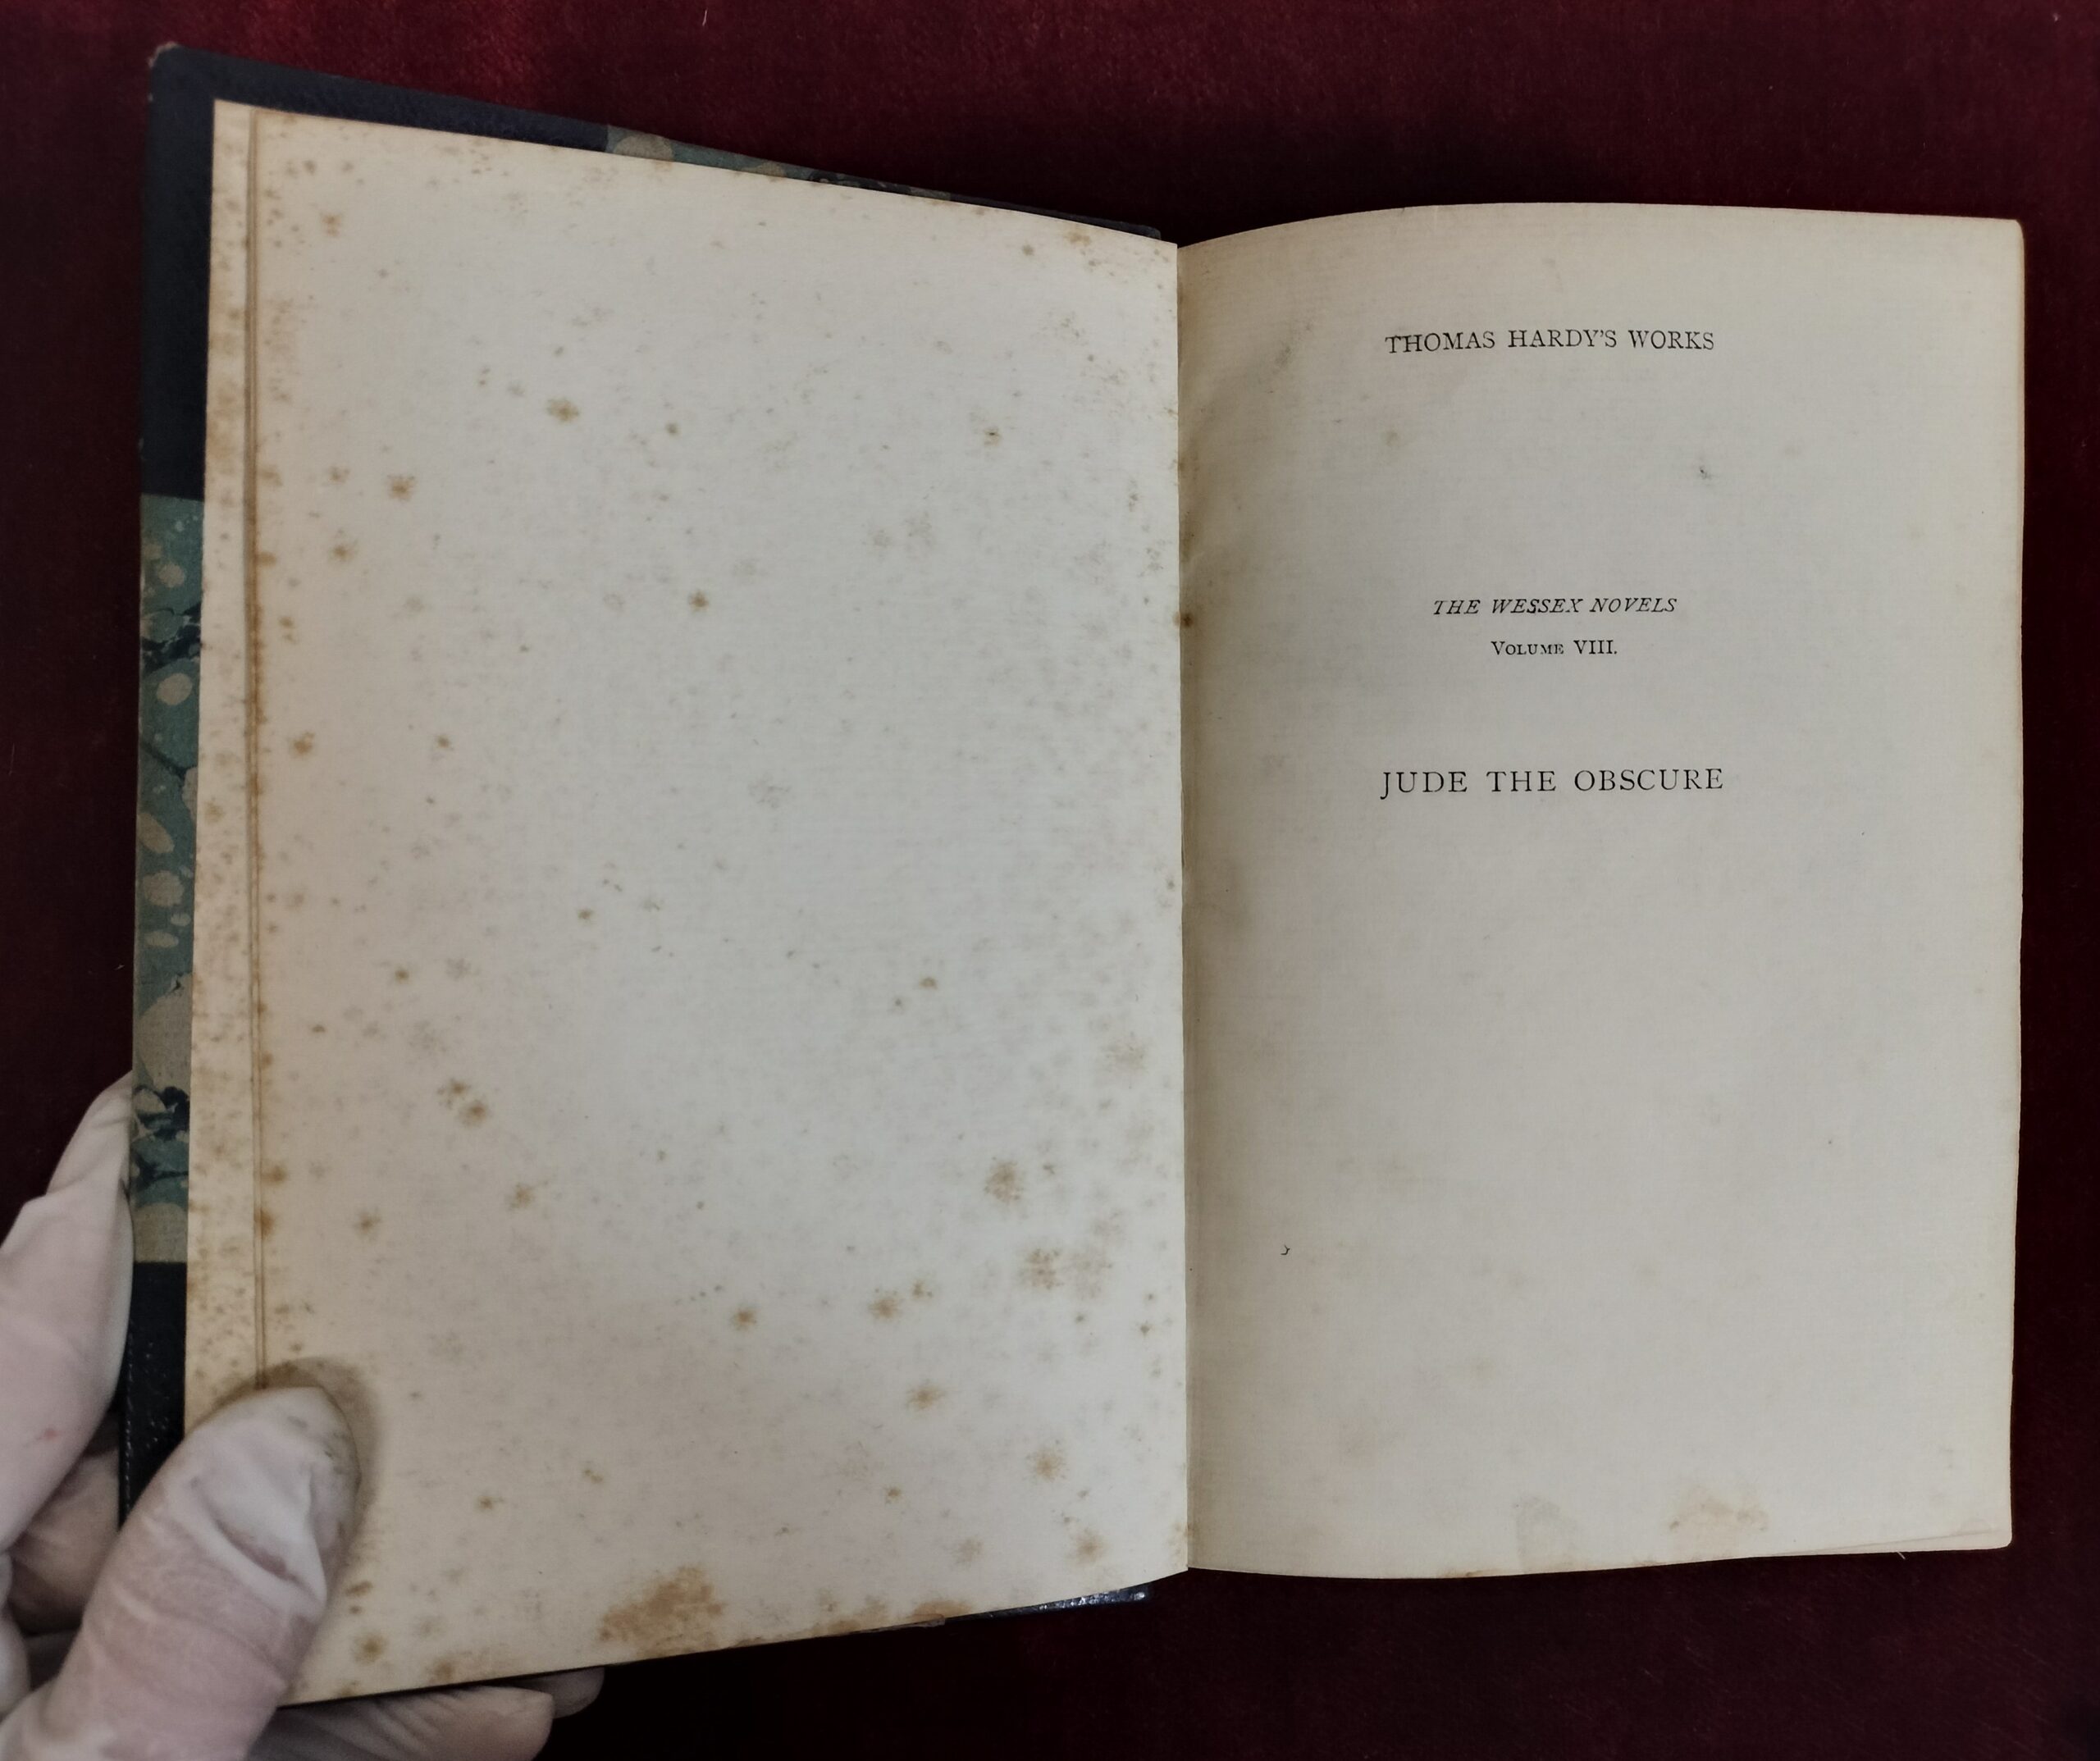 THOMAS HARDY'S WORKS
THE WESSEX NOVELS
VOLUME VIII.
JUDE THE OBSCURE